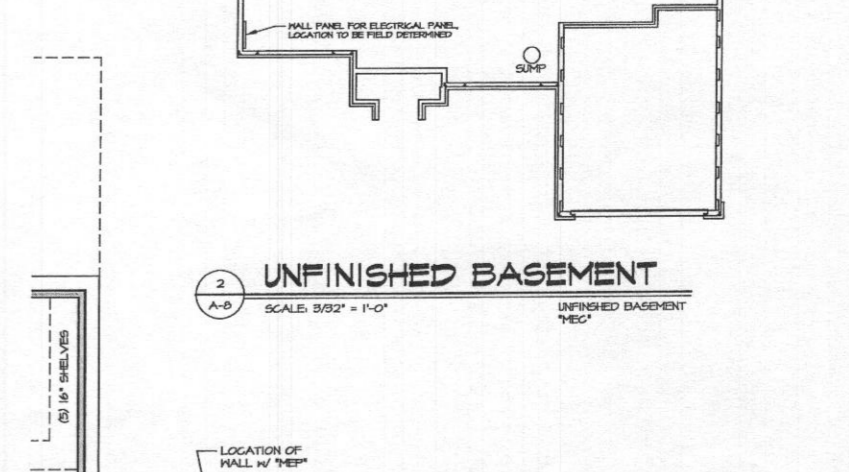 WALL PANEL FOR ELECTRICAL PANEL,
LOCATION TO BE FIELD DETERMINED
SUMP
2
A-8
UNFINISHED BASEMENT
SCALE: 3/32" = 1'-0"
UNFINSHED BASEMENT
"MEC"
(5) 16" SHELVES
LOCATION OF
WALL w/ "MEP"